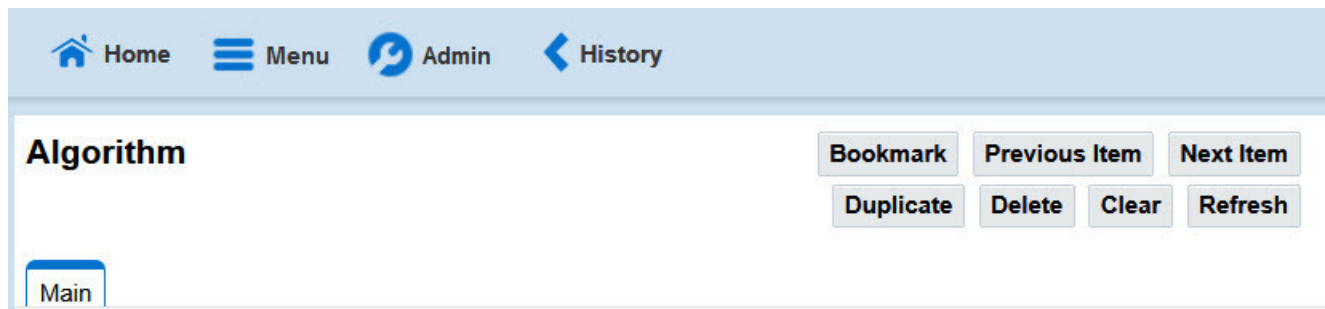 Home Menu Admin History
Algorithm Bookmark Previous Item Next Item
Duplicate Delete Clear Refresh
Main